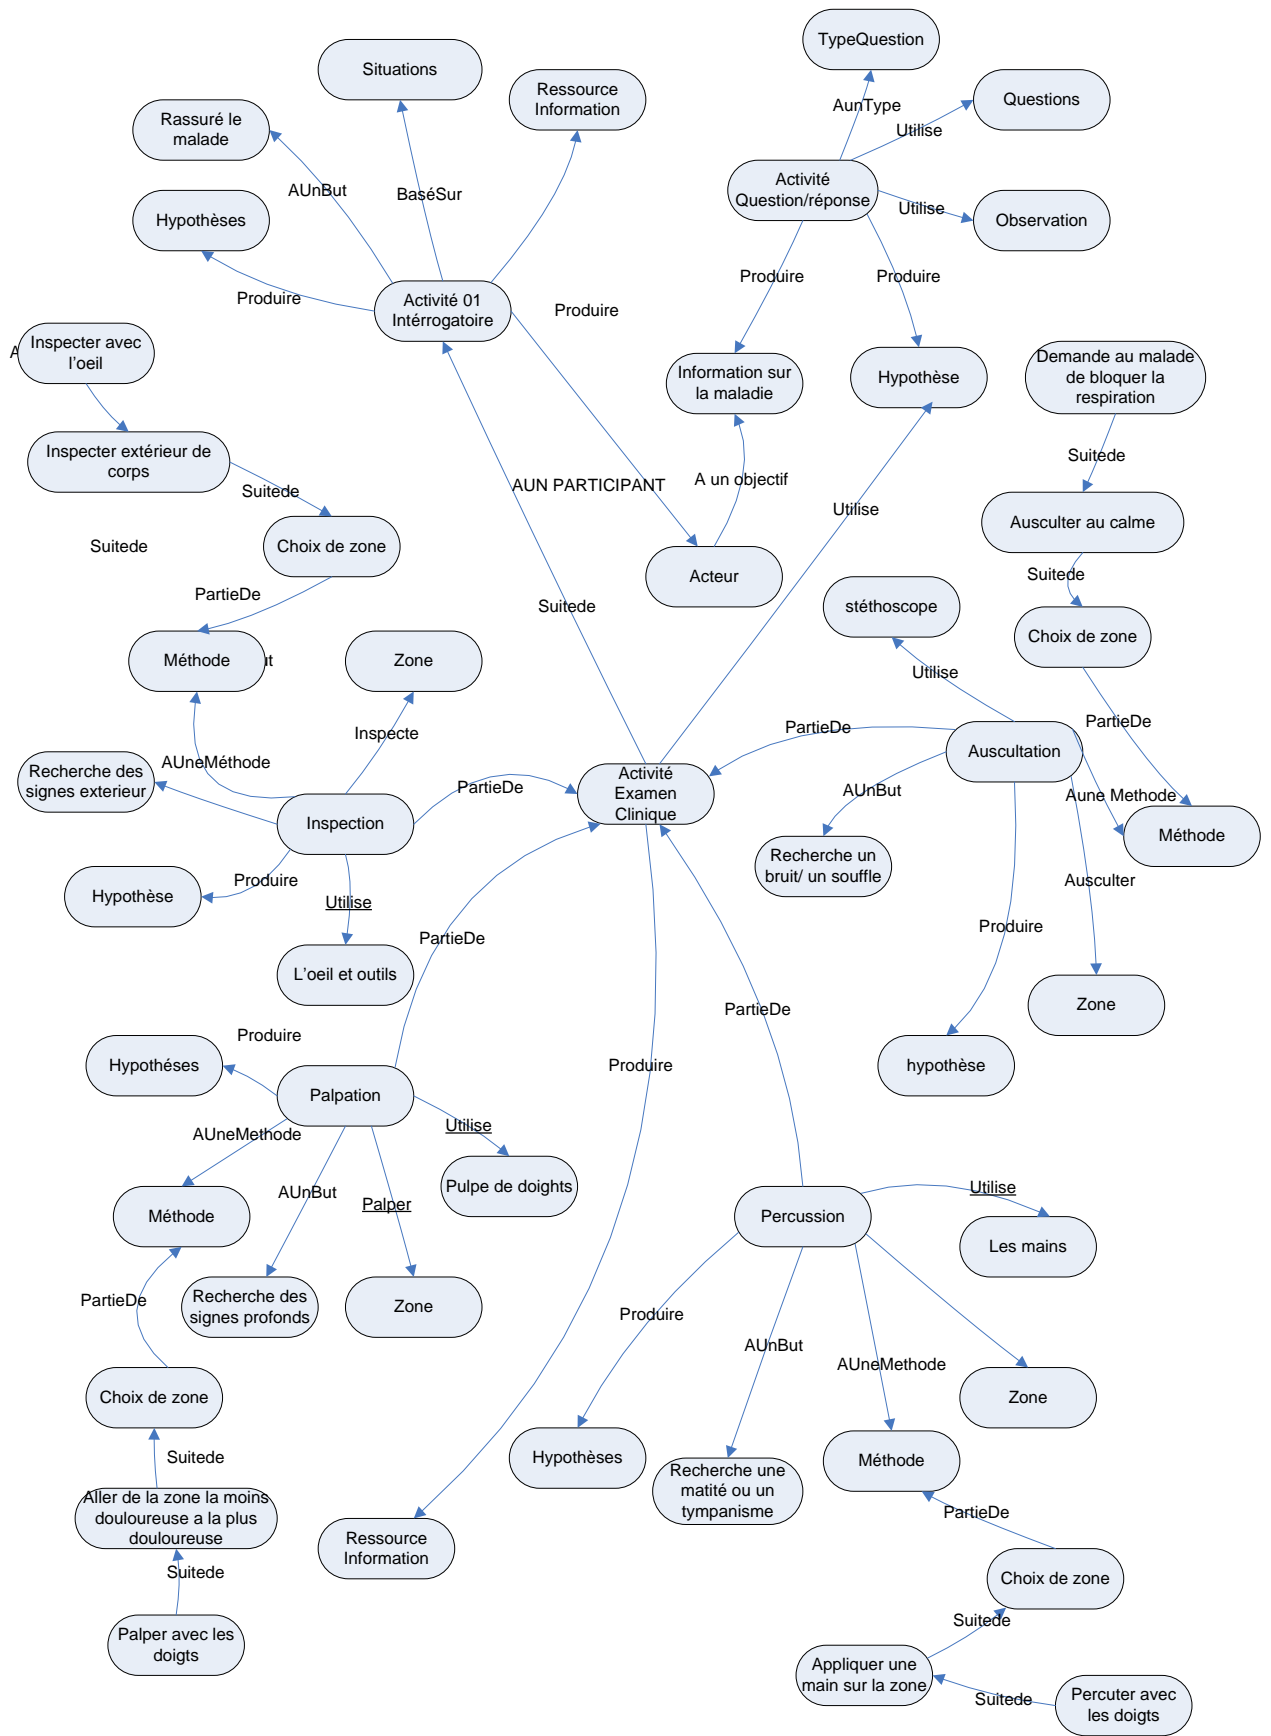 TypeQuestion
Situations
Ressource
Information
Questions
AunType
Rassuré le
malade
Utilise
Activité
Question/réponse
AUnBut
BaséSur
Hypothèses
Utilise
Observation
Produire
Produire
Produire
Activité 01
Intérrogatoire
Produire
Inspecter avec
l'oeil
Information sur
la maladie
Hypothèse
Demande au malade
de bloquer la
respiration
Inspecter extérieur de
corps
Suitede
Suitede
AUN PARTICIPANT
A un objectif
Utilise
Ausculter au calme
Suitede
Choix de zone
Suitede
PartieDe
Acteur
Suitede
stéthoscope
Choix de zone
Méthode
Zone
Utilise
PartieDe
PartieDe
Inspecte
Auscultation
AUneMéthode
Recherche des
signes exterieur
PartieDe
Activité
Examen
Clinique
AUnBut
Aune Methode
Inspection
Méthode
Recherche un
bruit/ un souffle
Produire
Hypothèse
Utilise
Ausculter
PartieDe
Produire
L'oeil et outils
PartieDe
Zone
Produire
Hypothéses
Produire
hypothèse
Palpation
Utilise
AUneMethode
AUnBut
Palper
Pulpe de doights
Utilise
Méthode
Percussion
Les mains
PartieDe
Recherche des
signes profonds
Zone
Produire
AUnBut
AUneMethode
Choix de zone
Zone
Suitede
Hypothèses
Recherche une
matité ou un
tympanisme
Méthode
Aller de la zone la moins
douloureuse a la plus
douloureuse
PartieDe
Ressource
Information
Suitede
Choix de zone
Palper avec les
doigts
Suitede
Appliquer une
main sur la zone
Suitede
Percuter avec
les doigts